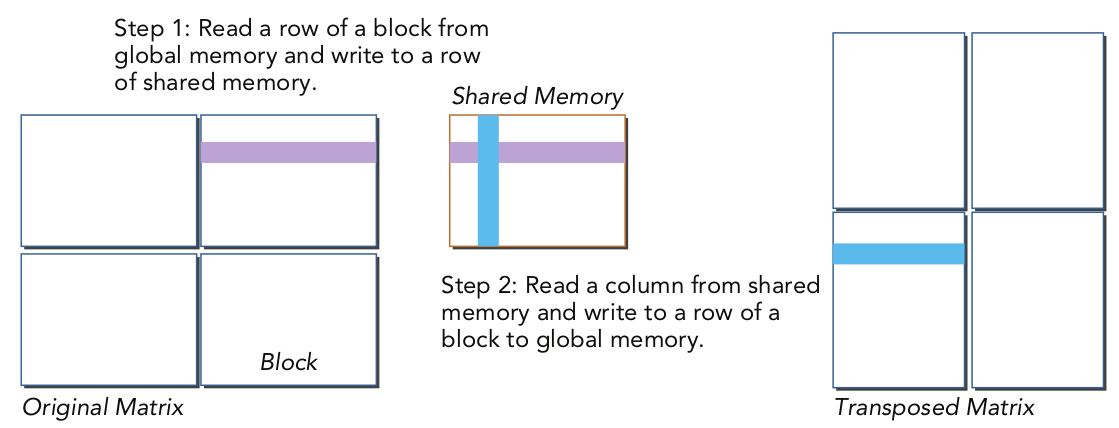 Step 1: Read a row of a block from
global memory and write to a row
of shared memory.
Shared Memory
Step 2: Read a column from shared
memory and write to a row of a
block to global memory.
Block
Original Matrix
Transposed Matrix